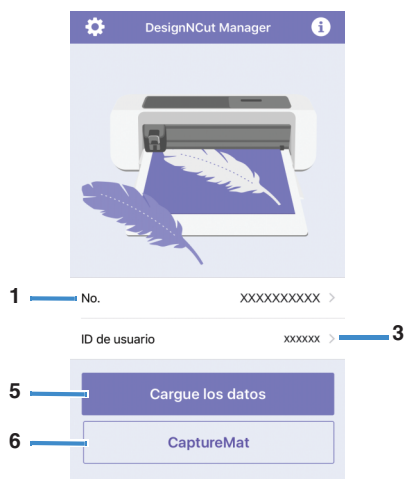 DesignNCut Manager
1 No. XXXXXXXXXX
ID de usuario xxxxxx 3
5 Cargue los datos
6 CaptureMat